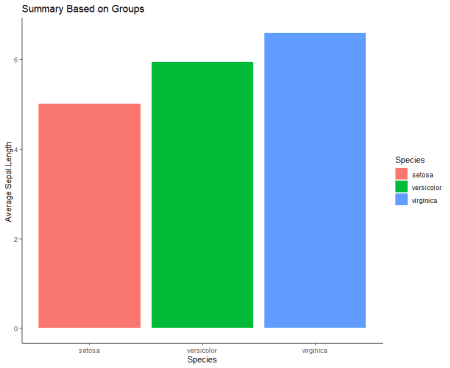 Summary Based on Groups
Average Sepal.Length
6
4
2
0
setosa
versicolor
virginica
Species
Species
setosa
versicolor
virginica